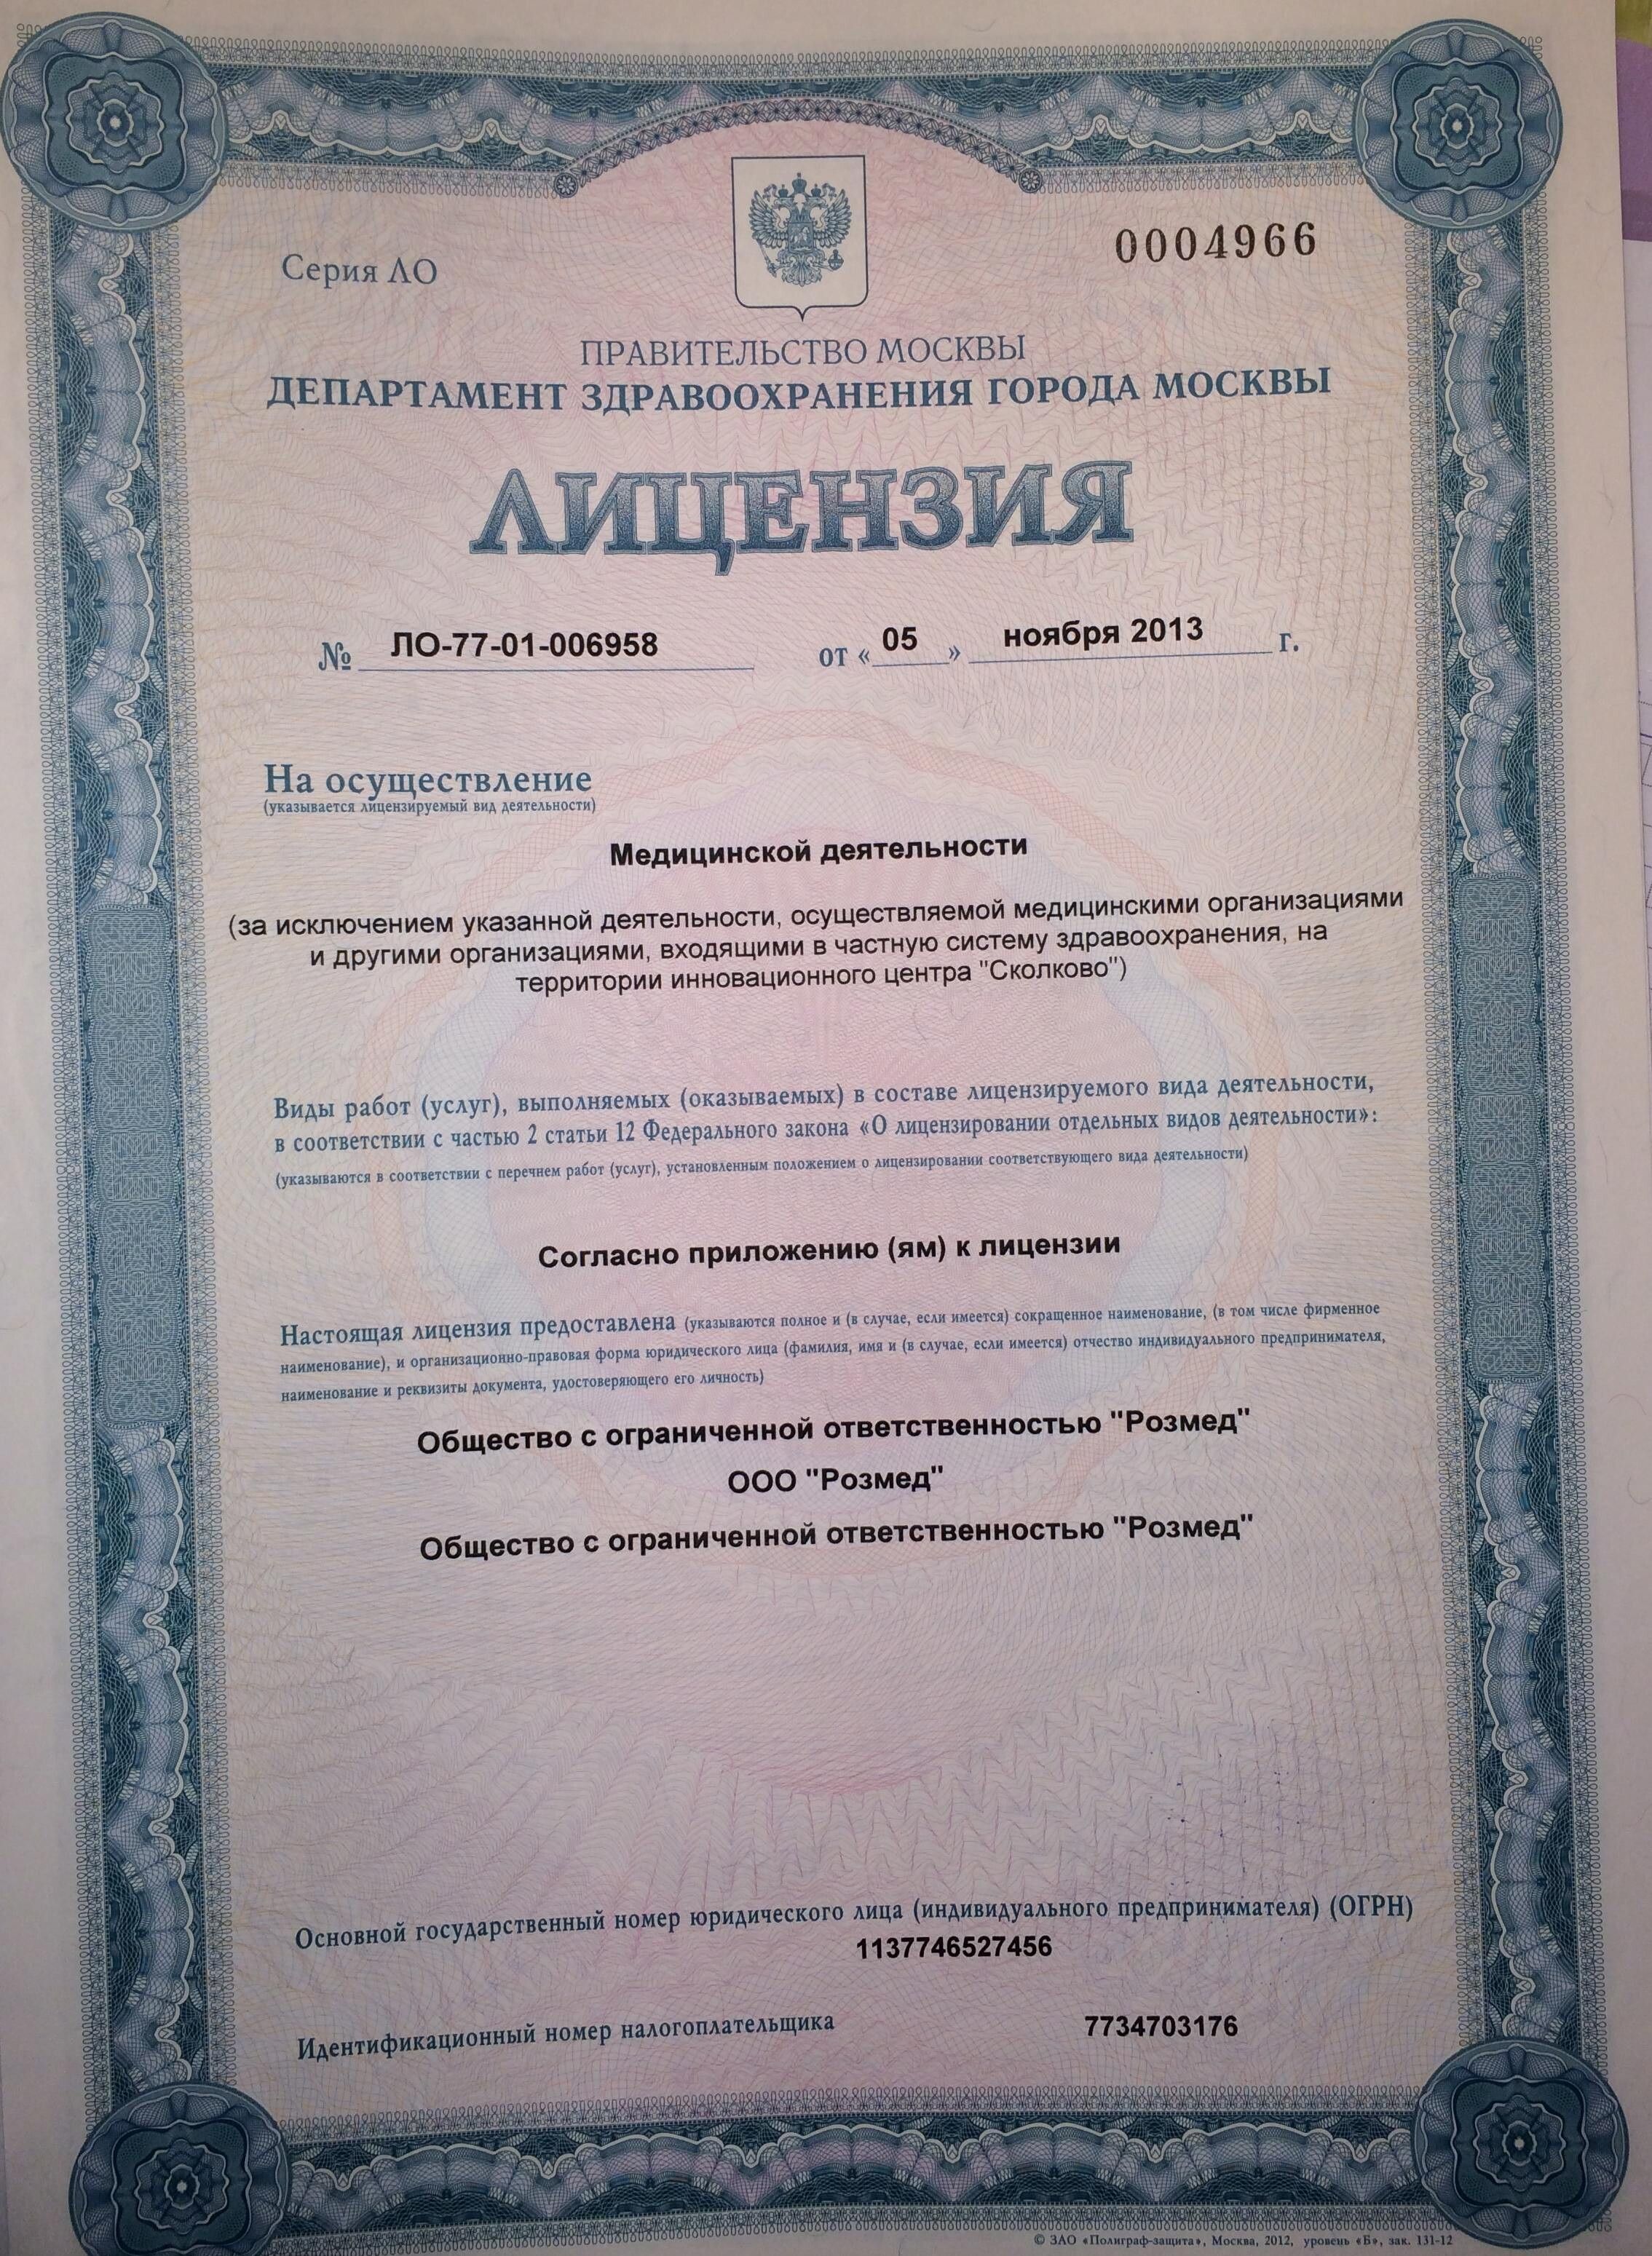 Серия ЛО
0004966
ПРАВИТЕЛЬСТВО МОСКВЫ
ДЕПАРТАМЕНТ ЗДРАВООХРАНЕНИЯ ГОРОДА МОСКВЫ
ЛИЦЕНЗИЯ
№ ЛО-77-01-006958 от « 05 » ноября 2013 г.
На осуществление
(указывается лицензируемый вид деятельности)
Медицинской деятельности
(за исключением указанной деятельности, осуществляемой медицинскими организациями
и другими организациями, входящими в частную систему здравоохранения, на
территории инновационного центра "Сколково")
Виды работ (услуг), выполняемых (оказываемых) в составе лицензируемого вида деятельности,
в соответствии с частью 2 статьи 12 Федерального закона «О лицензировании отдельных видов деятельности»:
(указываются в соответствии с перечнем работ (услуг), установленным положением о лицензировании соответствующего вида деятельности)
Согласно приложению (ям) к лицензии
Настоящая лицензия предоставлена (указываются полное и (в случае, если имеется) сокращенное наименование, (в том числе фирменное
наименование), и организационно-правовая форма юридического лица (фамилия, имя и (в случае, если имеется) отчество индивидуального предпринимателя,
наименование и реквизиты документа, удостоверяющего его личность)
Общество с ограниченной ответственностью "Розмед"
ООО "Розмед"
Общество с ограниченной ответственностью "Розмед"
Основной государственный номер юридического лица (индивидуального предпринимателя) (ОГРН)
1137746527456
Идентификационный номер налогоплательщика 7734703176
© ЗАО «Полиграф-защита», Москва, 2012, уровень «Б», зак. 131-12